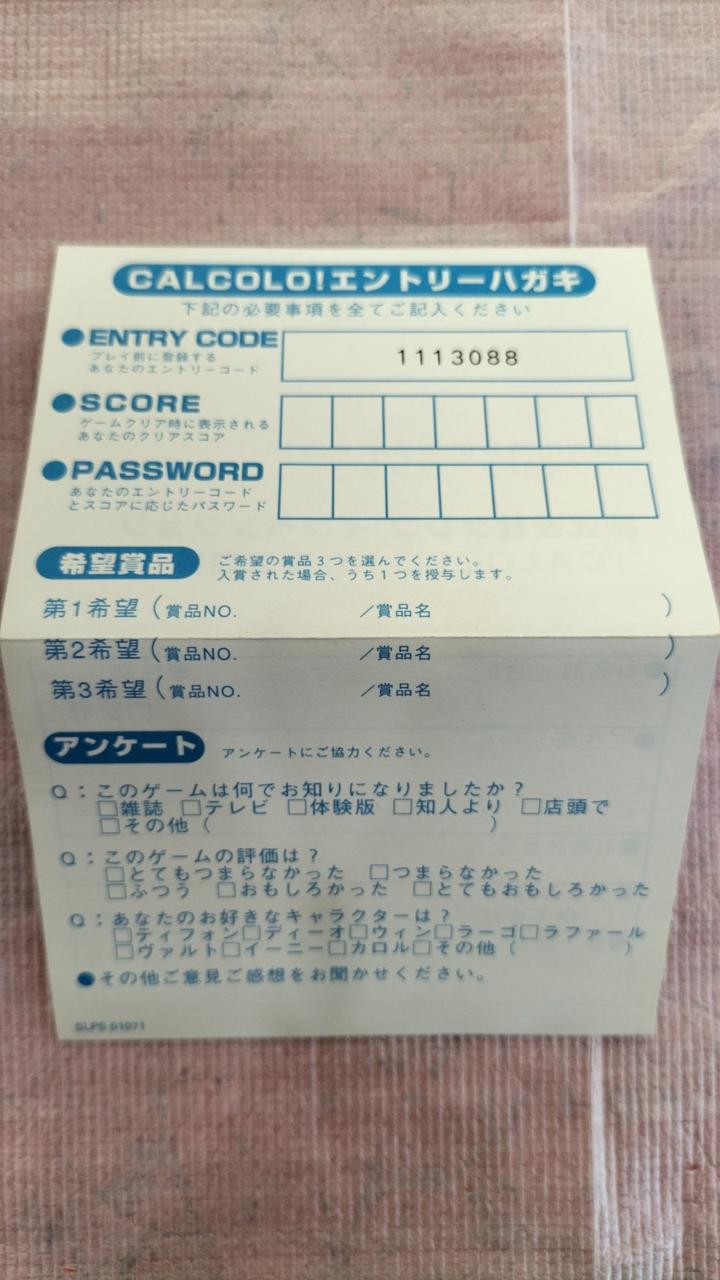 CALCOLO!エントリーハガキ
下記の必要事項を全てご記入ください
●ENTRY CODE
プレイ前に登録する
あなたのエントリーコード
1113088
●SCORE
ゲームクリア時に表示される
あなたのクリアスコア
●PASSWORD
あなたのエントリーコード
とスコアに応じたパスワード
希望賞品
ご希望の賞品3つを選んでください。
入賞された場合、うち1つを授与します。
第1希望(賞品NO. /賞品名 )
第2希望(賞品NO. /賞品名 )
第3希望(賞品NO. /賞品名 )
アンケート
アンケートにご協力ください。
Q:このゲームは何でお知りになりましたか?
□雑誌 □テレビ □体験版 □知人より □店頭で
□その他( )
Q:このゲームの評価は?
□とてもつまらなかった □つまらなかった
□ふつう □おもしろかった □とてもおもしろかった
Q:あなたのお好きなキャラクターは?
□ティフォン□ディーオ□ウィン□ラーゴ□ラファール
□ヴァルト□イーニー□カロル□その他( )
●その他ご意見ご感想をお聞かせください。
SLPS 01071